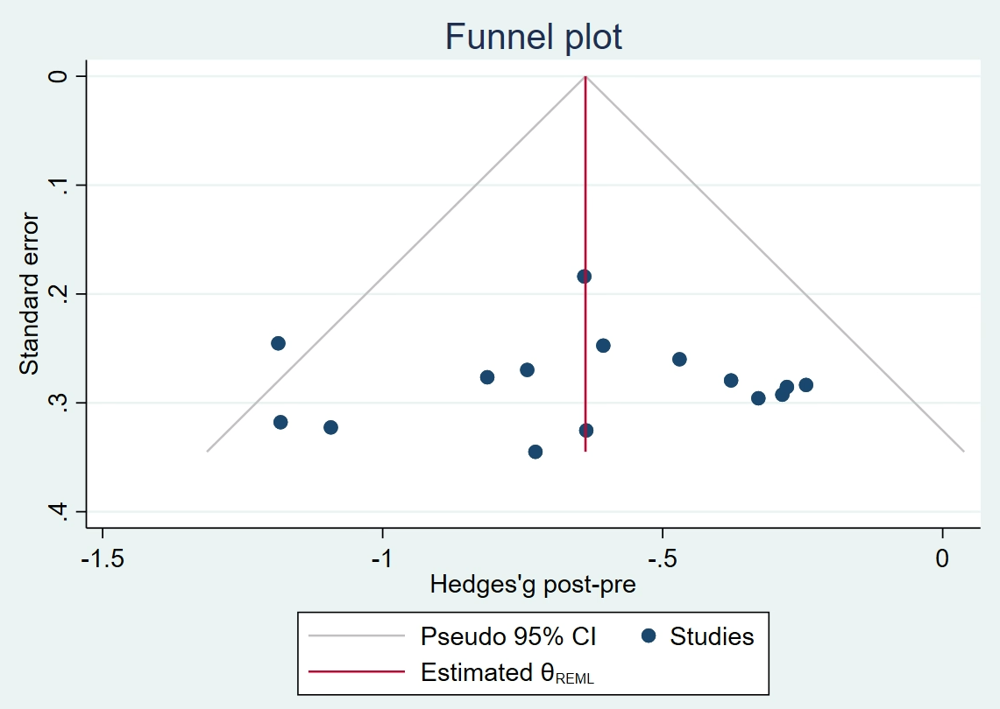 Funnel plot
0
.1
.2
.3
.4
Standard error
-1.5 -1 -.5 0
Hedges'g post-pre
Pseudo 95% CI Studies
Estimated θREML